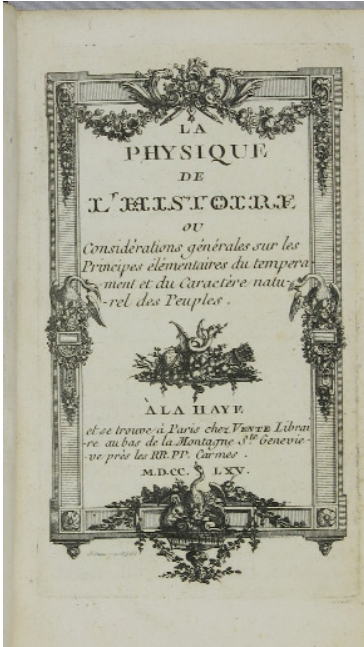 LA
PHYSIQUE
DE
L'HISTOIRE
OU
Considérations générales sur les
Principes élémentaires du tempera-
-ment et du Caractère natu-
-rel des Peuples.
À LA HAYE
et se trouve à Paris chez VENTE Librai
-re au bas de la Montagne Ste Genevie-
-ve près les RR. PP. Carmes.
M.DCC. LXV.